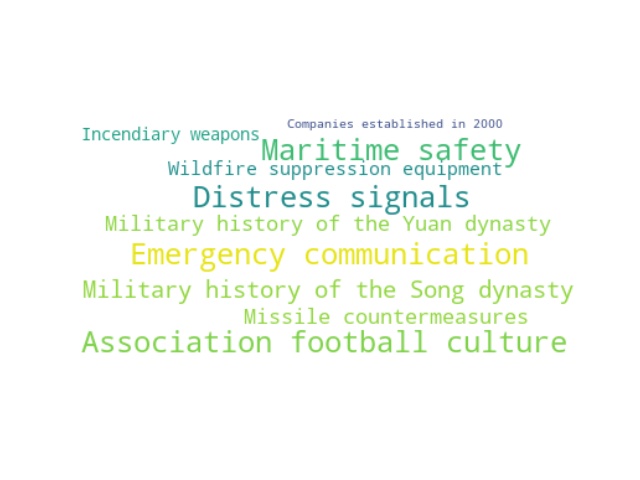 Companies established in 2000
Incendiary weapons
Maritime safety
Wildfire suppression equipment
Distress signals
Military history of the Yuan dynasty
Emergency communication
Military history of the Song dynasty
Missile countermeasures
Association football culture